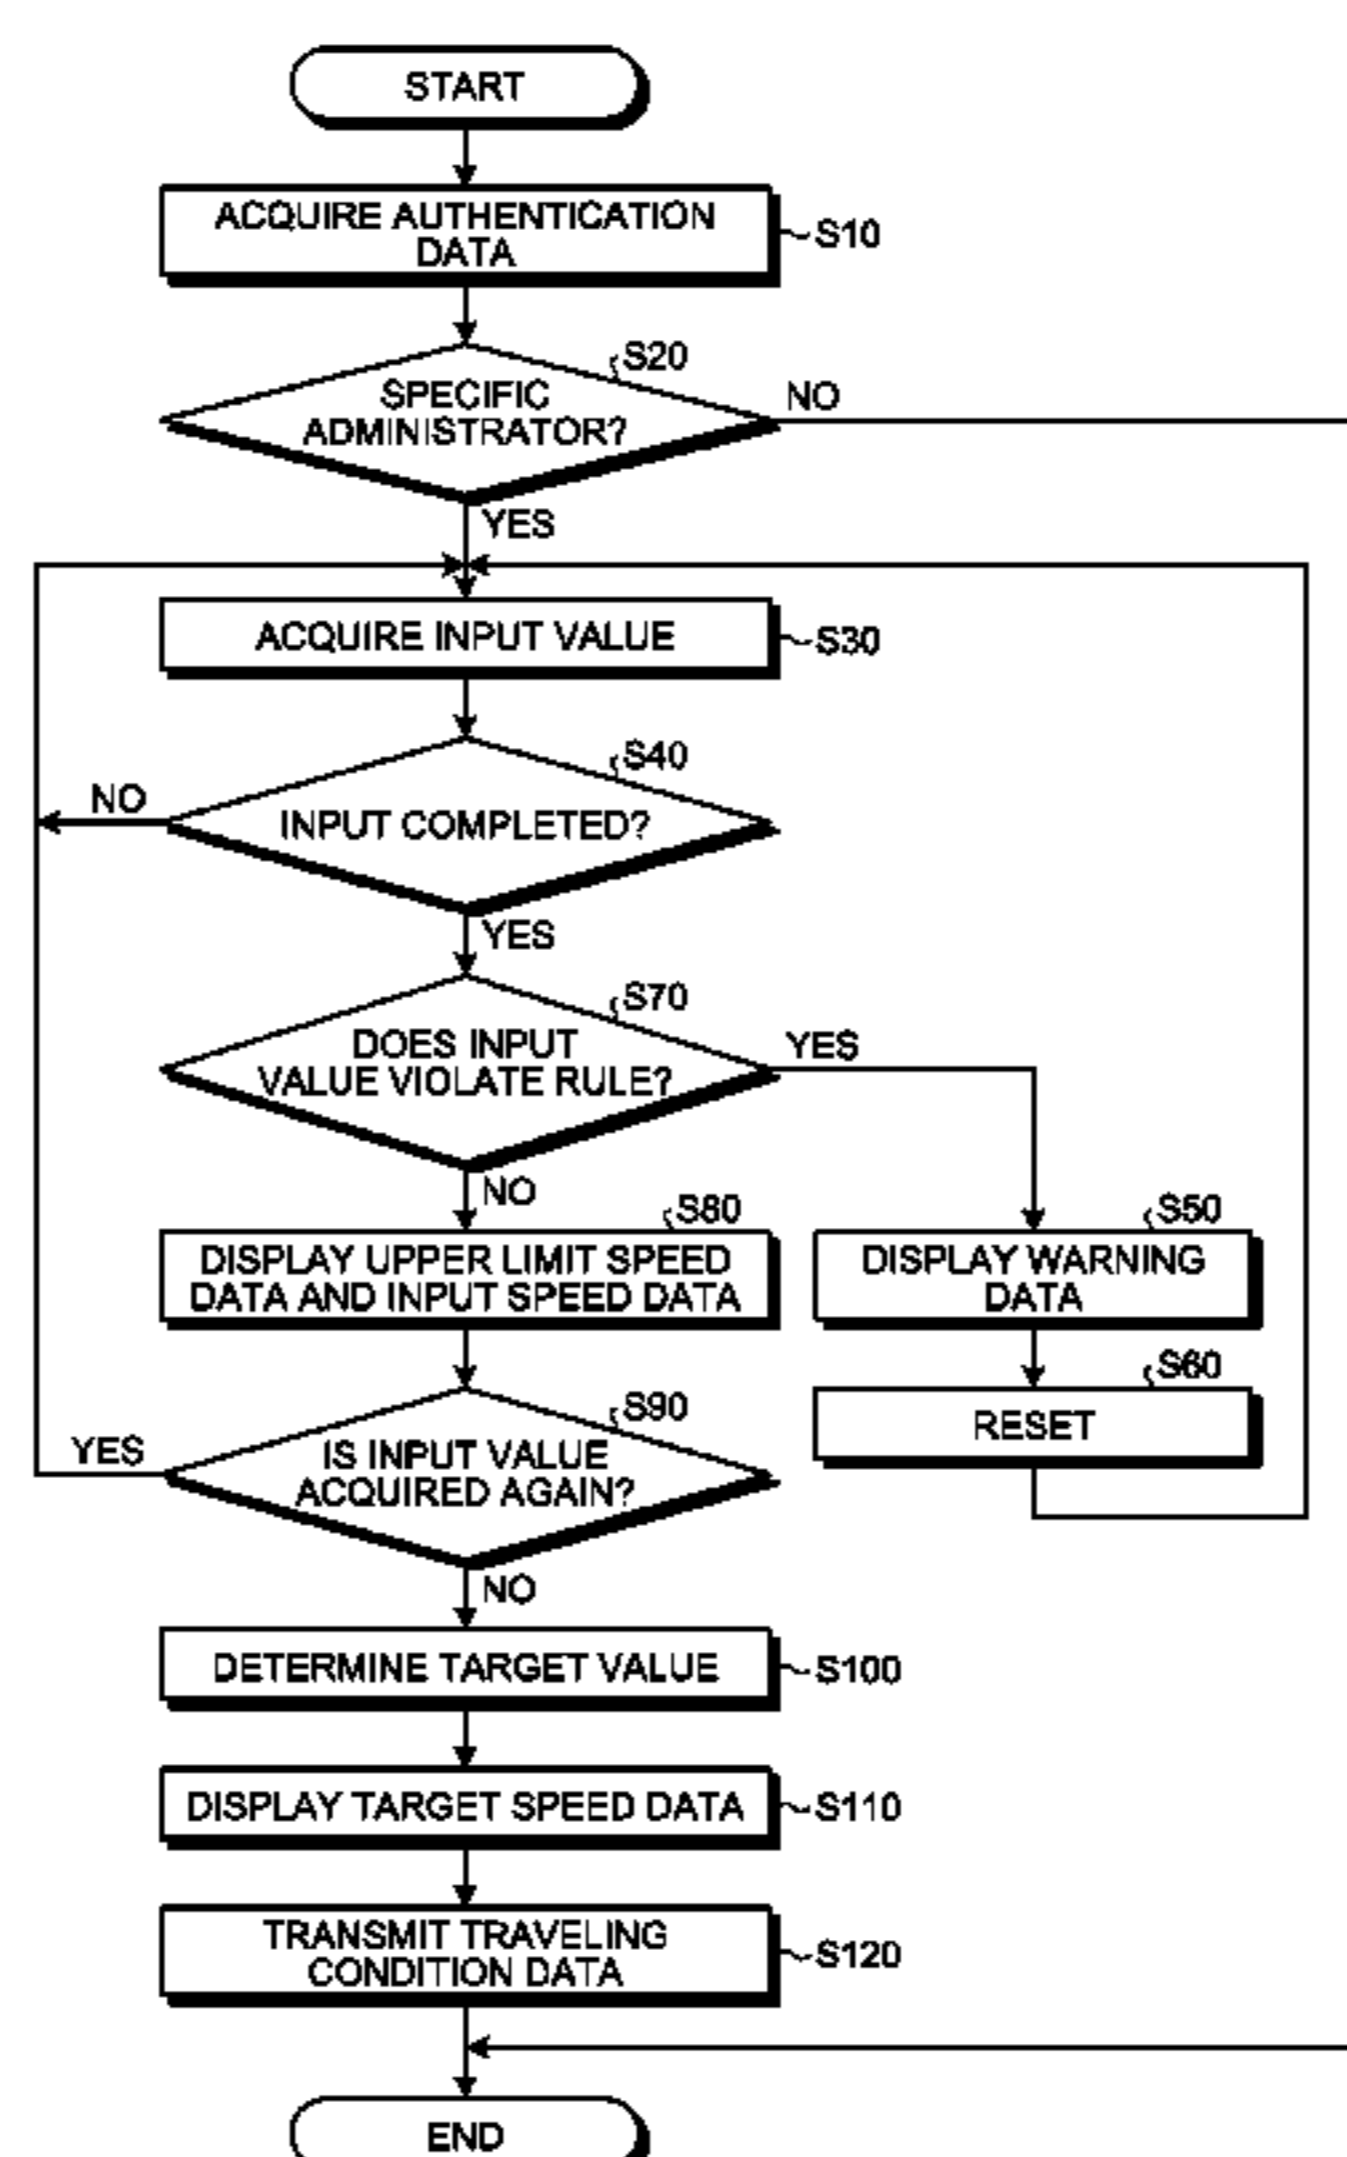 START
ACQUIRE AUTHENTICATION
DATA
S10
S20
SPECIFIC
ADMINISTRATOR?
NO
YES
ACQUIRE INPUT VALUE
S30
S40
INPUT COMPLETED?
NO
YES
S70
DOES INPUT
VALUE VIOLATE RULE?
YES
NO
S80
DISPLAY UPPER LIMIT SPEED
DATA AND INPUT SPEED DATA
S50
DISPLAY WARNING
DATA
S60
RESET
S90
IS INPUT VALUE
ACQUIRED AGAIN?
YES
NO
DETERMINE TARGET VALUE
S100
DISPLAY TARGET SPEED DATA
S110
TRANSMIT TRAVELING
CONDITION DATA
S120
END